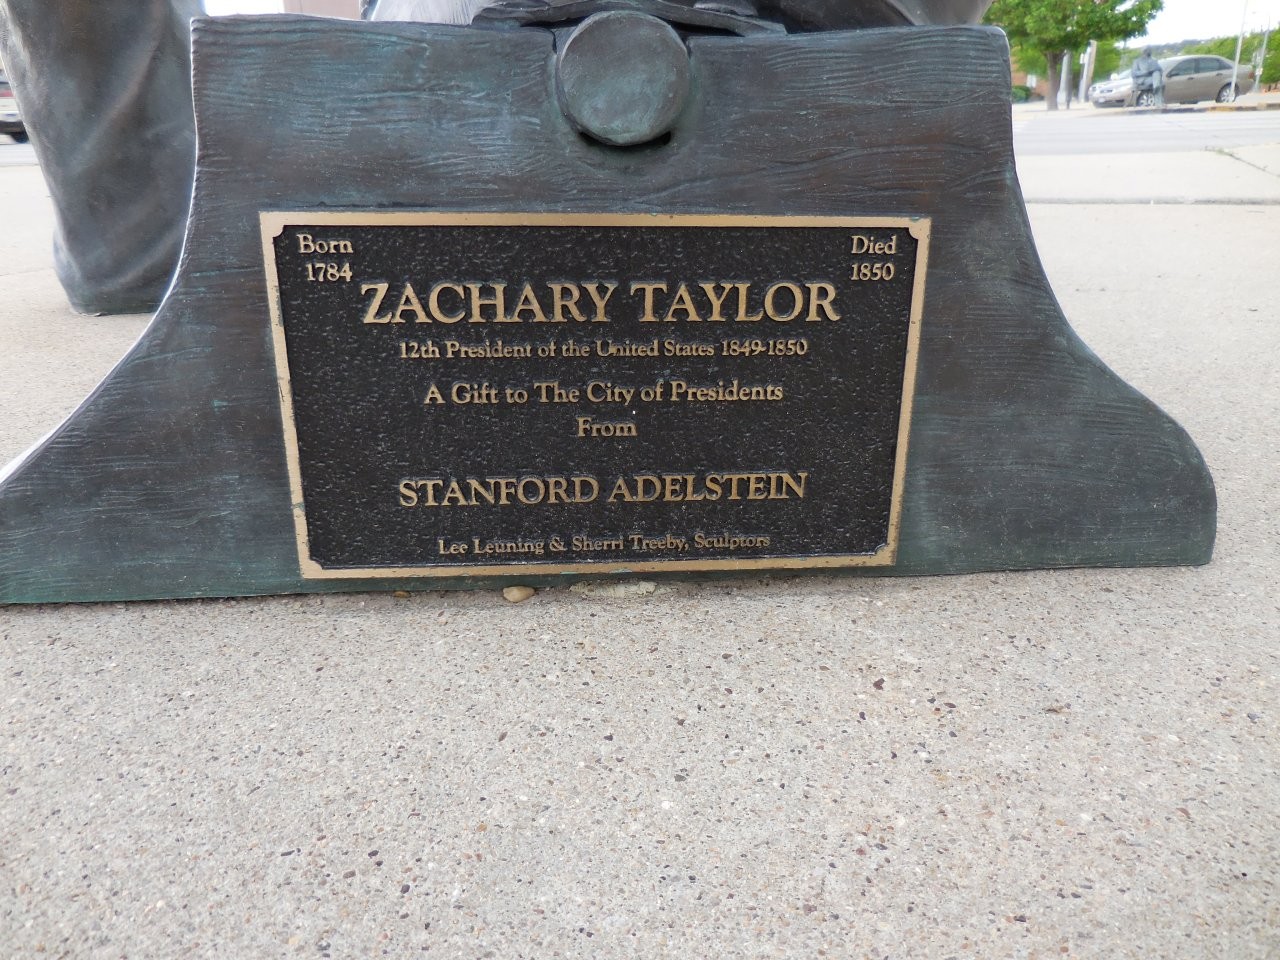 Born Died
1784 1850
ZACHARY TAYLOR
12th President of the United States 1849-1850
A Gift to The City of Presidents
From
STANFORD ADELSTEIN
Lee Leuning & Sherri Treeby, Sculptors